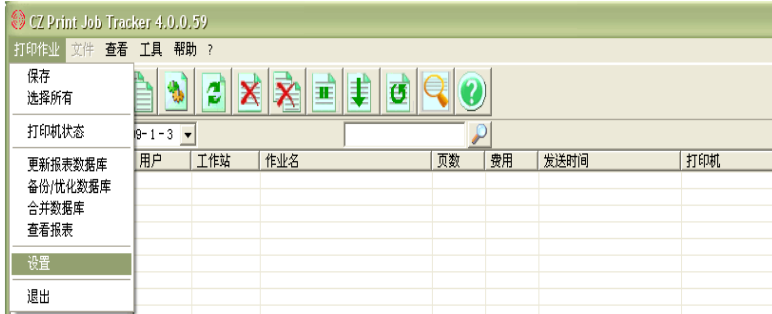 CZ Print Job Tracker 4.0.0.59
打印作业 文件 查看 工具 帮助 ?
保存
选择所有
打印机状态
9-1-3
更新报表数据库
备份/优化数据库
合并数据库
查看报表
设置
退出
用户 工作站 作业名 页数 费用 发送时间 打印机